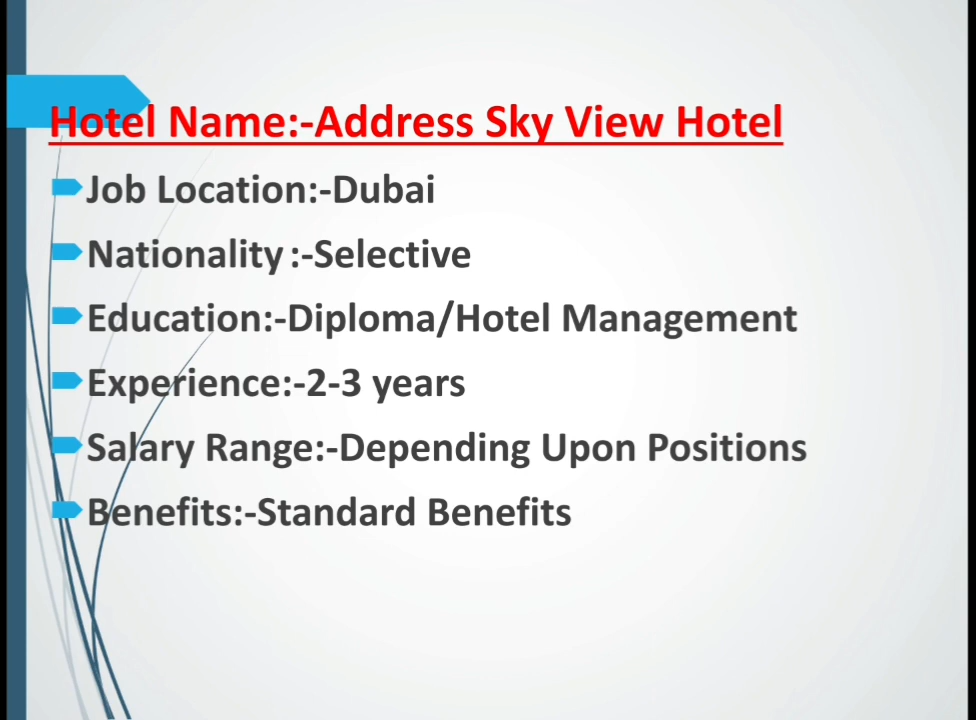 Hotel Name:-Address Sky View Hotel
Job Location:-Dubai
Nationality :-Selective
Education:-Diploma/Hotel Management
Experience:-2-3 years
Salary Range:-Depending Upon Positions
Benefits:-Standard Benefits